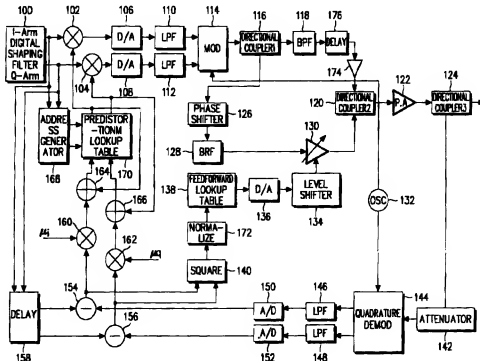 100
I-Arm
DIGITAL
SHAPING
FILTER
Q-Arm
102
104
106
D/A
108
D/A
110
LPF
112
LPF
114
MOD
116
DIRECTIONAL
COUPLER1
118
BPF
176
DELAY
174
120
DIRECTIONAL
COUPLER2
122
P.A
124
DIRECTIONAL
COUPLER3
PHASE
SHIFTER
126
128
BRF
130
ADDRE
SS
GENER
ATOR
168
PREDISTOR
-TIONM
LOOKUP
TABLE
170
164
166
138
FEEDFORWARD
LOOKUP
TABLE
D/A
136
LEVEL
SHIFTER
134
OSC
132
160
μi
162
μq
NORMA-
LIZE
172
SQUARE
140
154
156
DELAY
158
150
A/D
152
A/D
146
LPF
148
LPF
144
QUADRATURE
DEMOD
ATTENUATOR
142